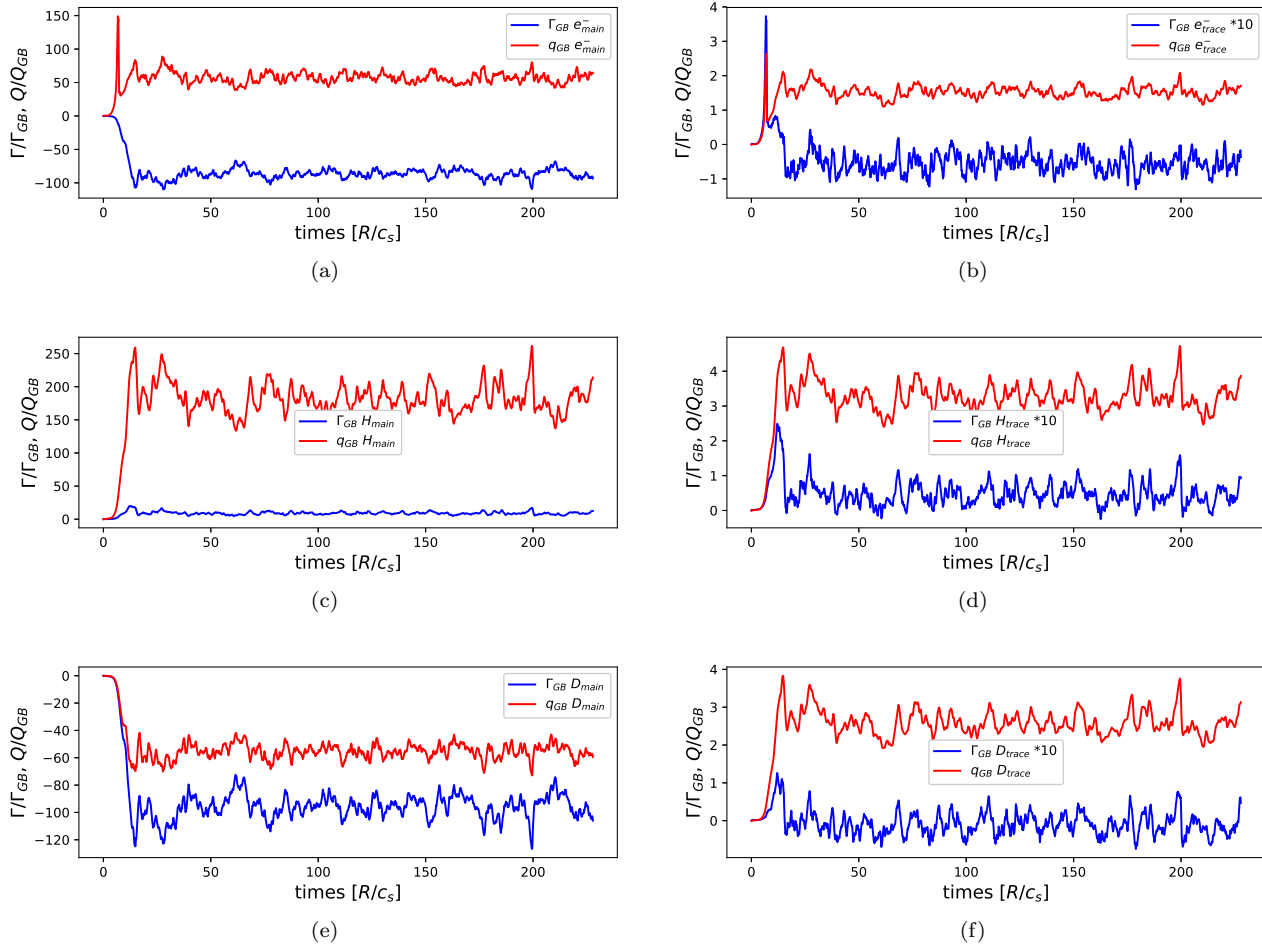 150
100
50
0
−50
−100
Γ/Γ_GB, Q/Q_GB
Γ_GB e⁻_main
q_GB e⁻_main
0 50 100 150 200
times [R/c_s]
(a)
4
3
2
1
0
−1
Γ/Γ_GB, Q/Q_GB
Γ_GB e⁻_trace *10
q_GB e⁻_trace
0 50 100 150 200
times [R/c_s]
(b)
250
200
150
100
50
0
Γ/Γ_GB, Q/Q_GB
Γ_GB H_main
q_GB H_main
0 50 100 150 200
times [R/c_s]
(c)
4
3
2
1
0
Γ/Γ_GB, Q/Q_GB
Γ_GB H_trace *10
q_GB H_trace
0 50 100 150 200
times [R/c_s]
(d)
0
−20
−40
−60
−80
−100
−120
Γ/Γ_GB, Q/Q_GB
Γ_GB D_main
q_GB D_main
0 50 100 150 200
times [R/c_s]
(e)
4
3
2
1
0
Γ/Γ_GB, Q/Q_GB
Γ_GB D_trace *10
q_GB D_trace
0 50 100 150 200
times [R/c_s]
(f)